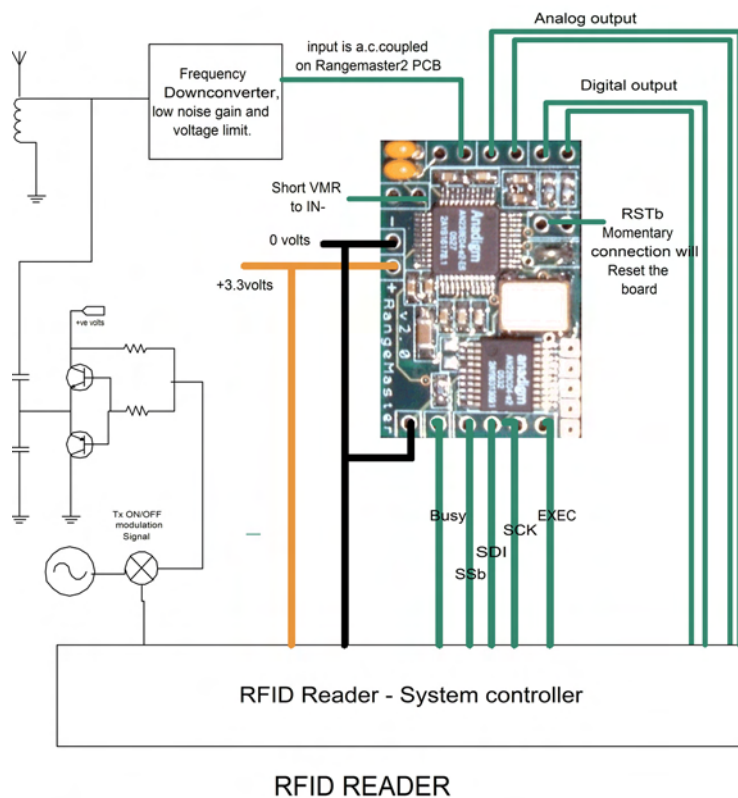 Analog output
input is a.c.coupled
on Rangemaster2 PCB
Frequency
Downconverter,
low noise gain and
voltage limit.
Digital output
Short VMR
to IN-
0 volts
+3.3volts
RSTb
Momentary
connection will
Reset the
board
-
+
RangeMaster
v2.0
Anadigm
anadigm
+ve volts
Tx ON/OFF
modulation
Signal
Busy
SSb
SDI
SCK
EXEC
RFID Reader - System controller
RFID READER